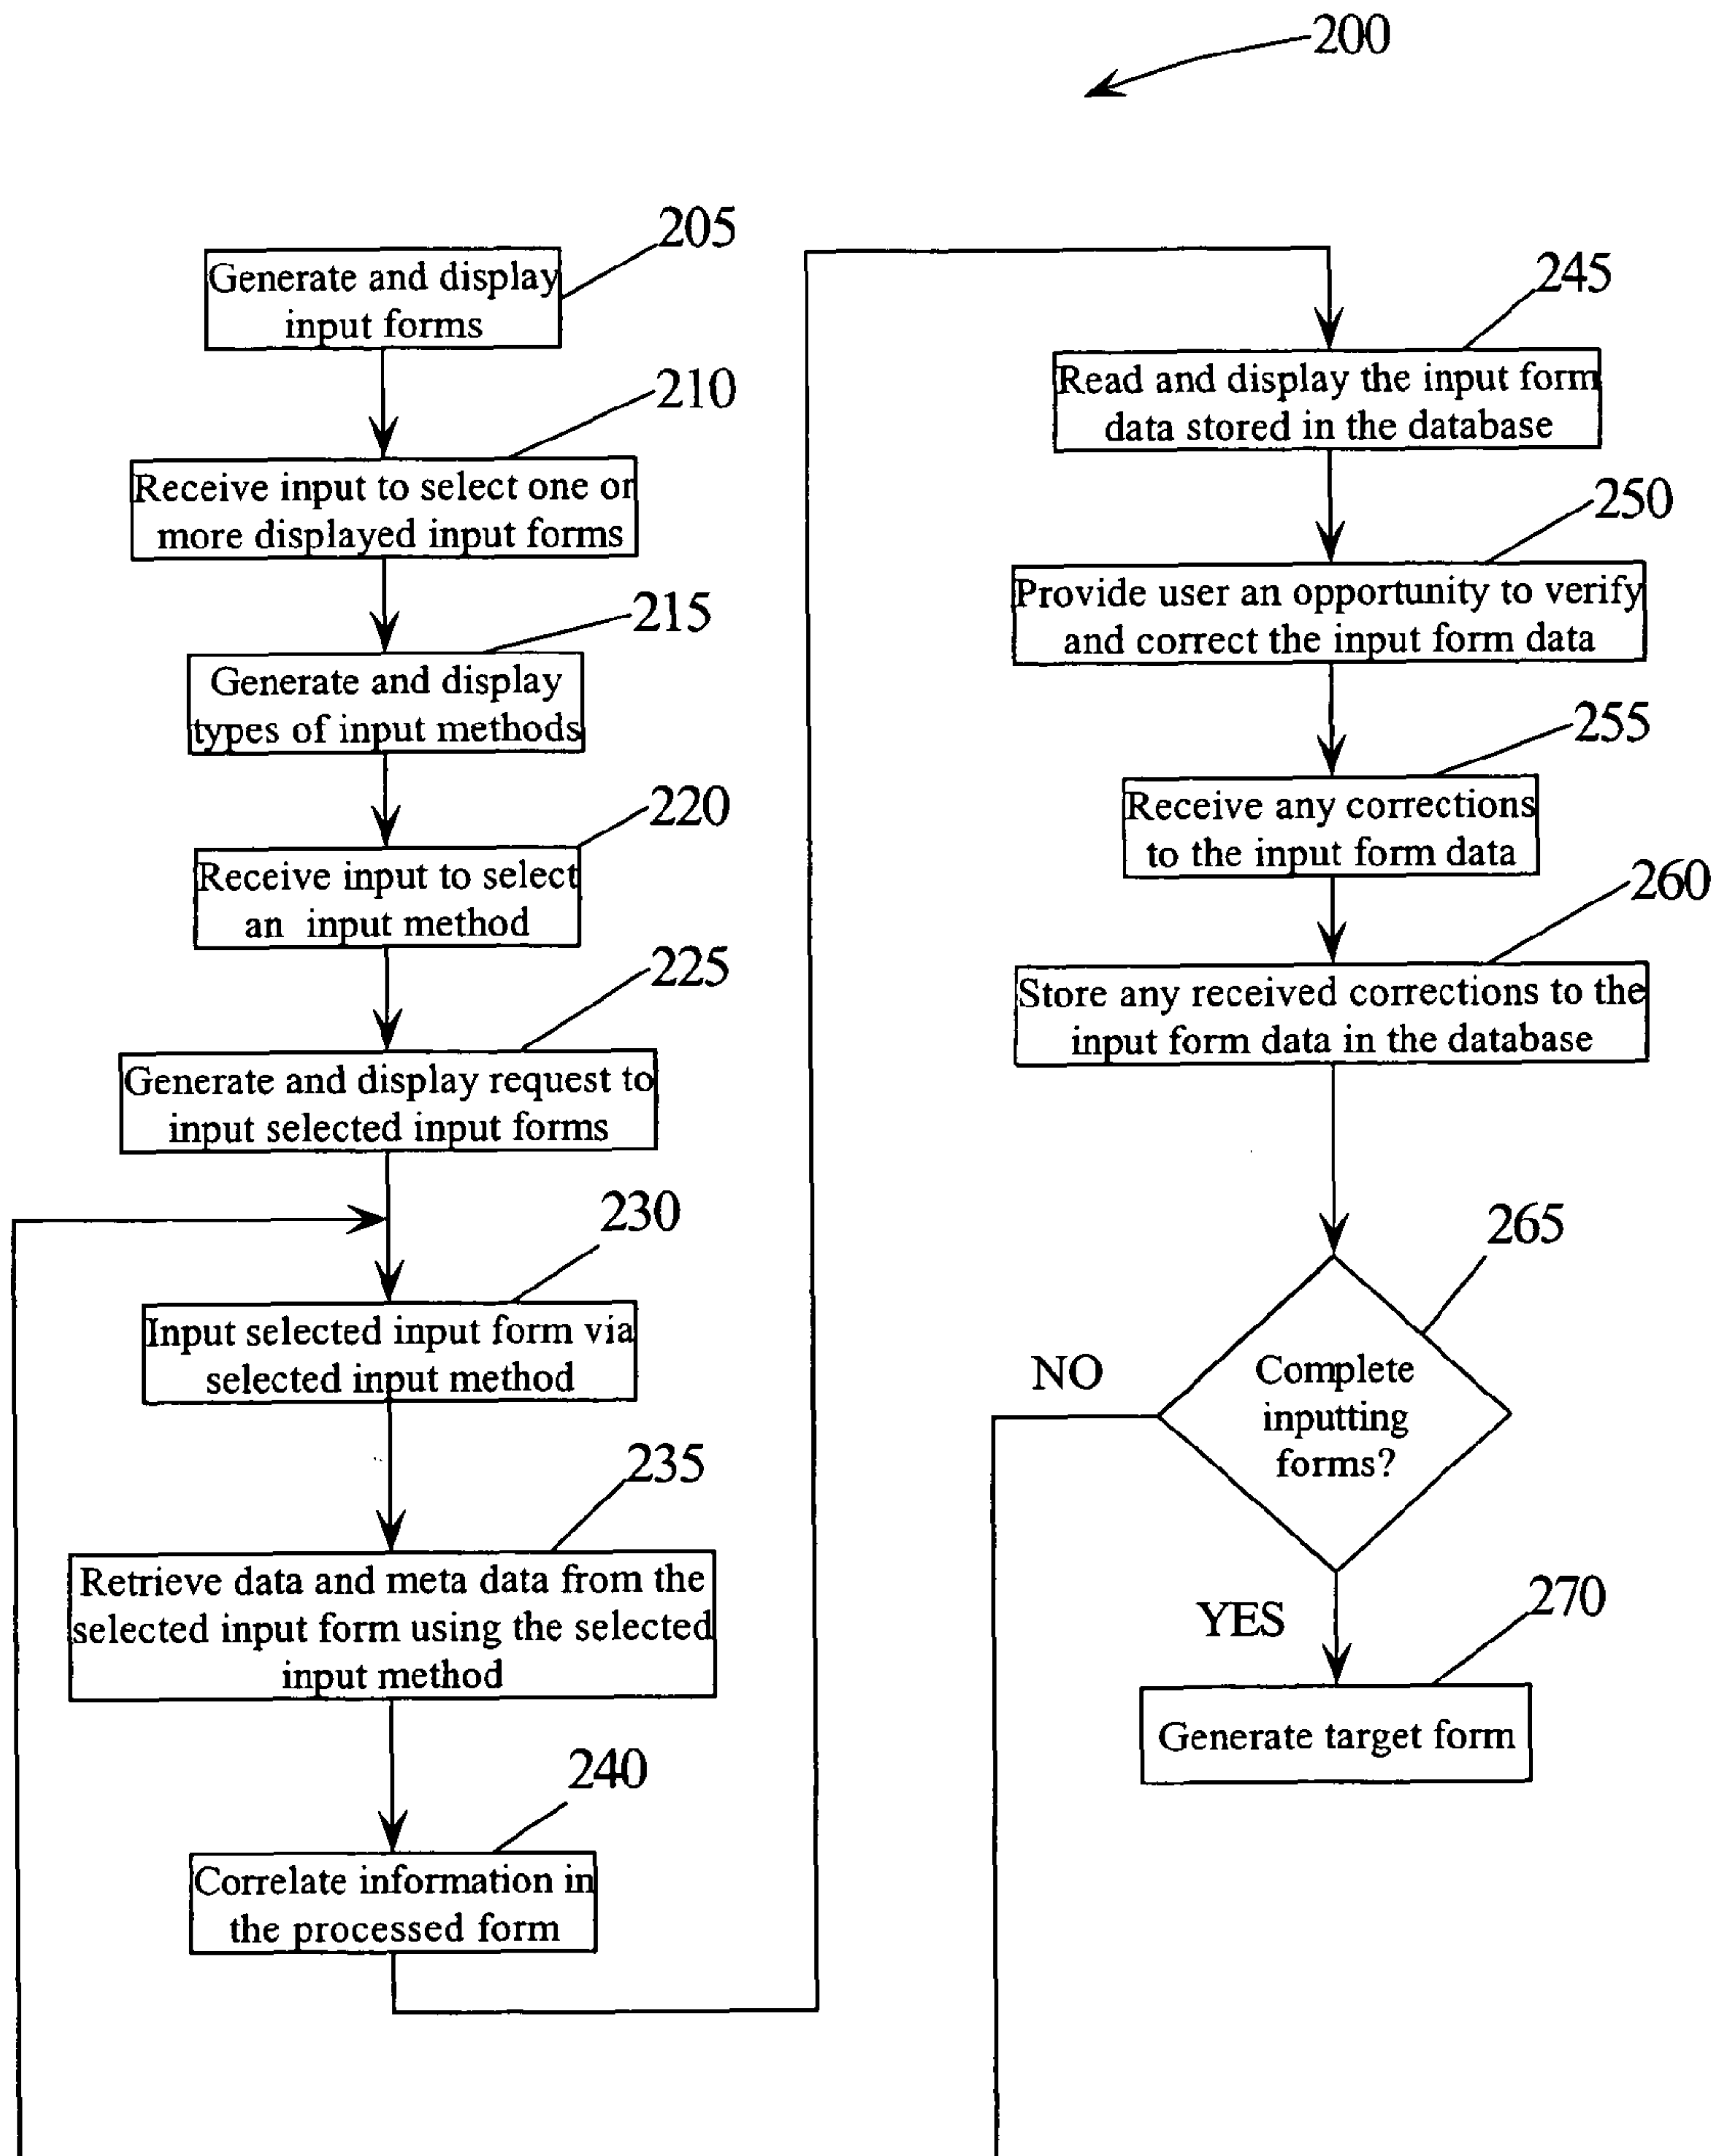 200
205
Generate and display
input forms
210
Receive input to select one or
more displayed input forms
215
Generate and display
types of input methods
220
Receive input to select
an input method
225
Generate and display request to
input selected input forms
230
Input selected input form via
selected input method
235
Retrieve data and meta data from the
selected input form using the selected
input method
240
Correlate information in
the processed form
245
Read and display the input form
data stored in the database
250
Provide user an opportunity to verify
and correct the input form data
255
Receive any corrections
to the input form data
260
Store any received corrections to the
input form data in the database
265
Complete
inputting
forms?
NO
YES
270
Generate target form